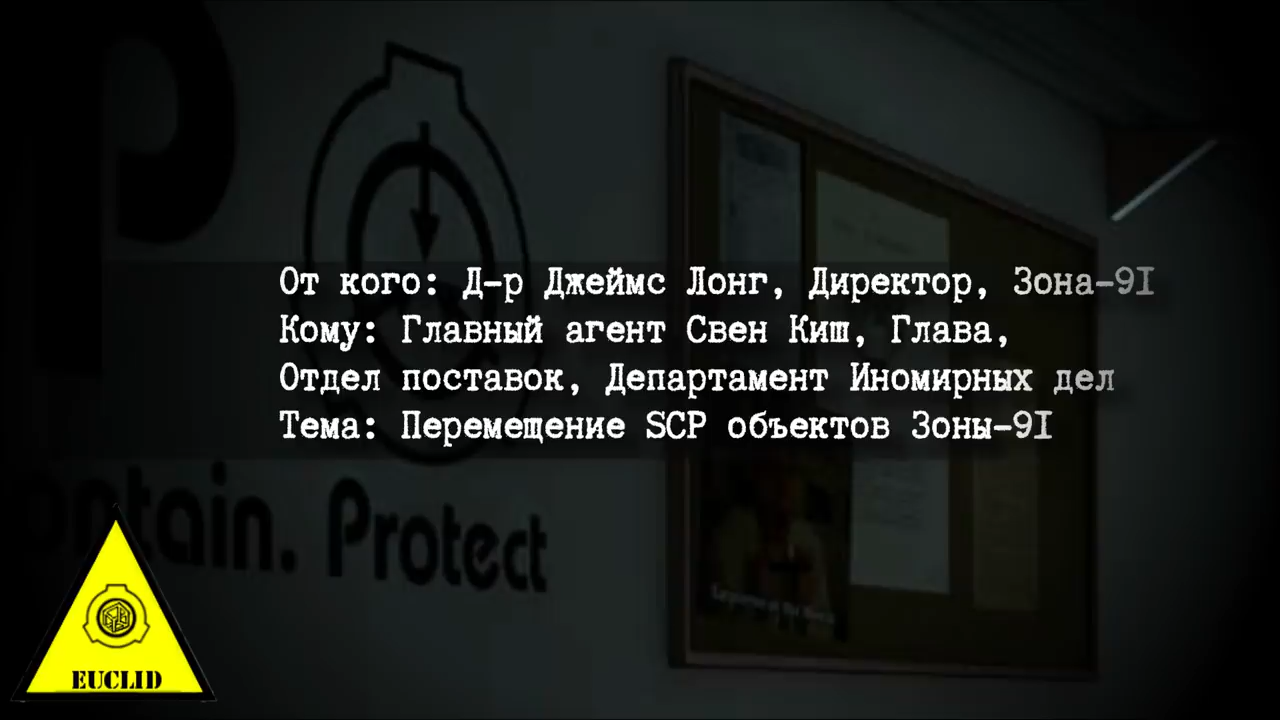 От кого: Д-р Джеймс Лонг, Директор, Зона-91
Кому: Главный агент Свен Киш, Глава,
Отдел поставок, Департамент Иномирных дел
Тема: Перемещение SCP объектов Зоны-91
ontain. Protect
EUCLID